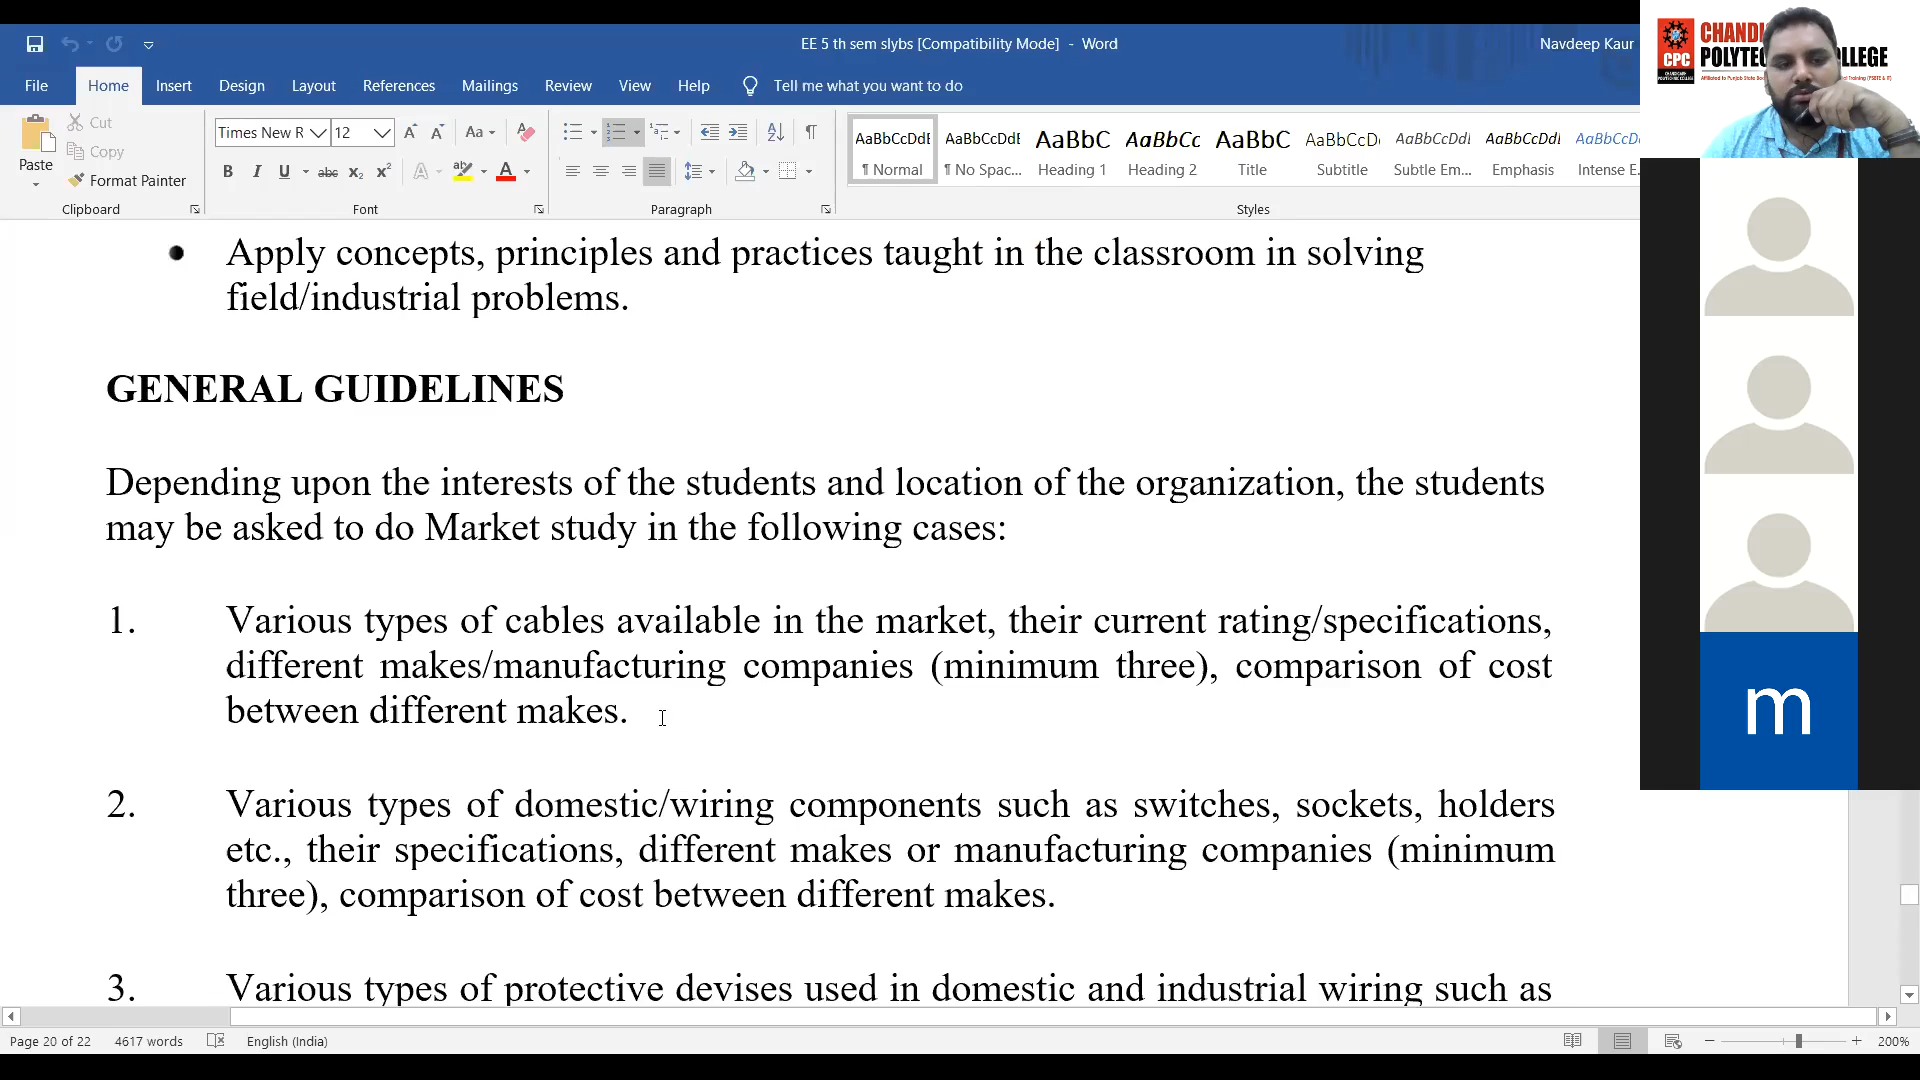 EE 5 th sem slybs [Compatibility Mode] - Word
Navdeep Kaur
File Home Insert Design Layout References Mailings Review View Help Tell me what you want to do
Paste
Cut
Copy
Format Painter
Clipboard
Times New R 12
Font
Paragraph
AaBbCcDdE AaBbCcDdE AaBbC AaBbCc AaBbC AaBbCcD AaBbCcDdI AaBbCcDdI AaBbCcDd
¶ Normal ¶ No Spac... Heading 1 Heading 2 Title Subtitle Subtle Em... Emphasis Intense E.
Styles
CPC
POLYTE LLEGE
• Apply concepts, principles and practices taught in the classroom in solving
field/industrial problems.
GENERAL GUIDELINES
Depending upon the interests of the students and location of the organization, the students
may be asked to do Market study in the following cases:
1. Various types of cables available in the market, their current rating/specifications,
different makes/manufacturing companies (minimum three), comparison of cost
between different makes.
2. Various types of domestic/wiring components such as switches, sockets, holders
etc., their specifications, different makes or manufacturing companies (minimum
three), comparison of cost between different makes.
3. Various types of protective devises used in domestic and industrial wiring such as
m
Page 20 of 22 4617 words English (India) 200%